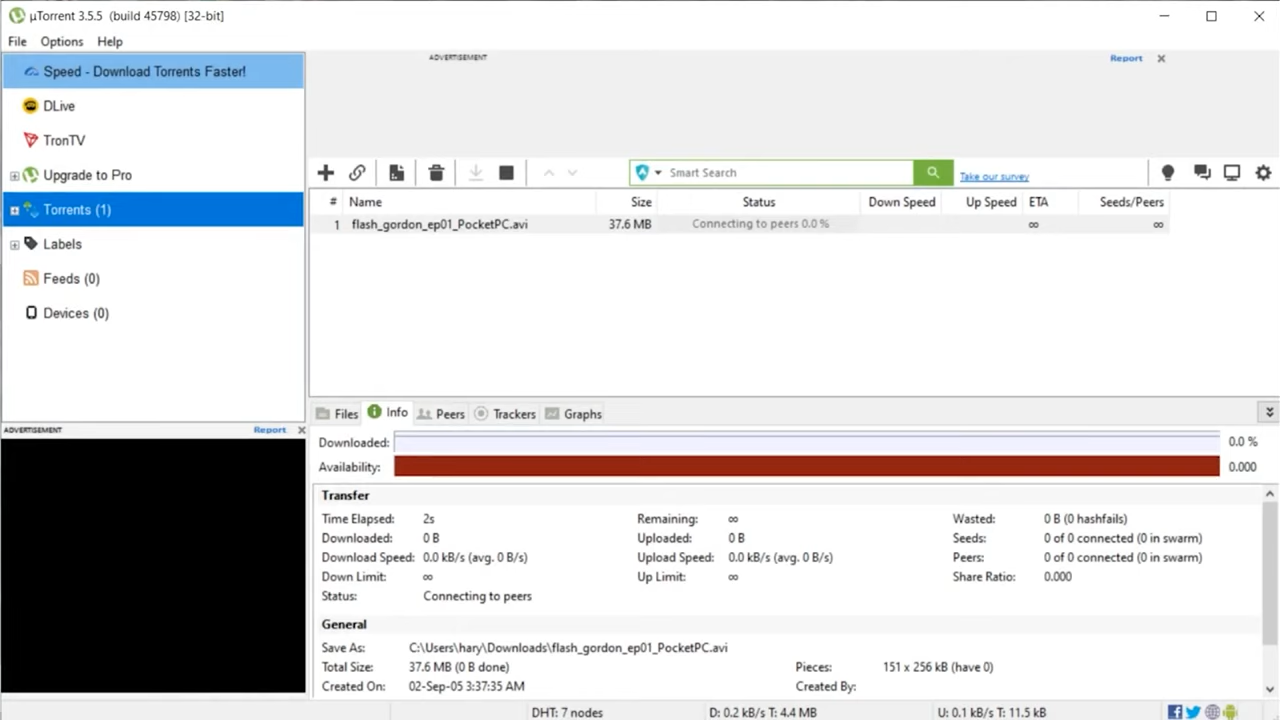 µTorrent 3.5.5 (build 45798) [32-bit]
File Options Help
Speed - Download Torrents Faster!
DLive
TronTV
Upgrade to Pro
Torrents (1)
Labels
Feeds (0)
Devices (0)
ADVERTISEMENT Report
ADVERTISEMENT Report
Smart Search Take our survey
# Name Size Status Down Speed Up Speed ETA Seeds/Peers
1 flash_gordon_ep01_PocketPC.avi 37.6 MB Connecting to peers 0.0 % ∞ ∞
Files Info Peers Trackers Graphs
Downloaded: 0.0 %
Availability: 0.000
Transfer
Time Elapsed: 2s Remaining: ∞ Wasted: 0 B (0 hashfails)
Downloaded: 0 B Uploaded: 0 B Seeds: 0 of 0 connected (0 in swarm)
Download Speed: 0.0 kB/s (avg. 0 B/s) Upload Speed: 0.0 kB/s (avg. 0 B/s) Peers: 0 of 0 connected (0 in swarm)
Down Limit: ∞ Up Limit: ∞ Share Ratio: 0.000
Status: Connecting to peers
General
Save As: C:\Users\hary\Downloads\flash_gordon_ep01_PocketPC.avi
Total Size: 37.6 MB (0 B done) Pieces: 151 x 256 kB (have 0)
Created On: 02-Sep-05 3:37:35 AM Created By:
DHT: 7 nodes D: 0.2 kB/s T: 4.4 MB U: 0.1 kB/s T: 11.5 kB